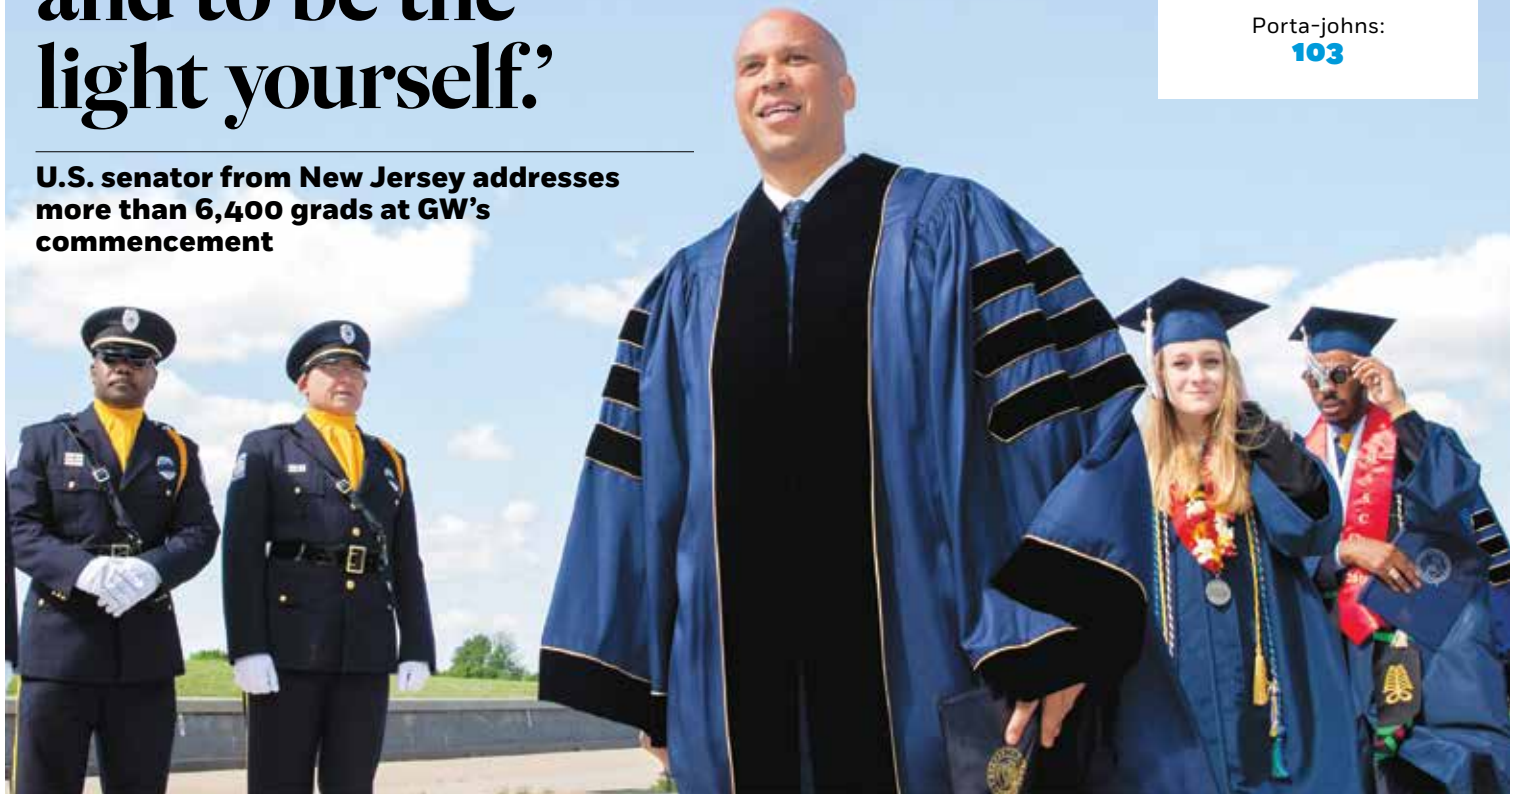 and to be the
light yourself.’
U.S. senator from New Jersey addresses
more than 6,400 grads at GW’s
commencement
Porta-johns:
103